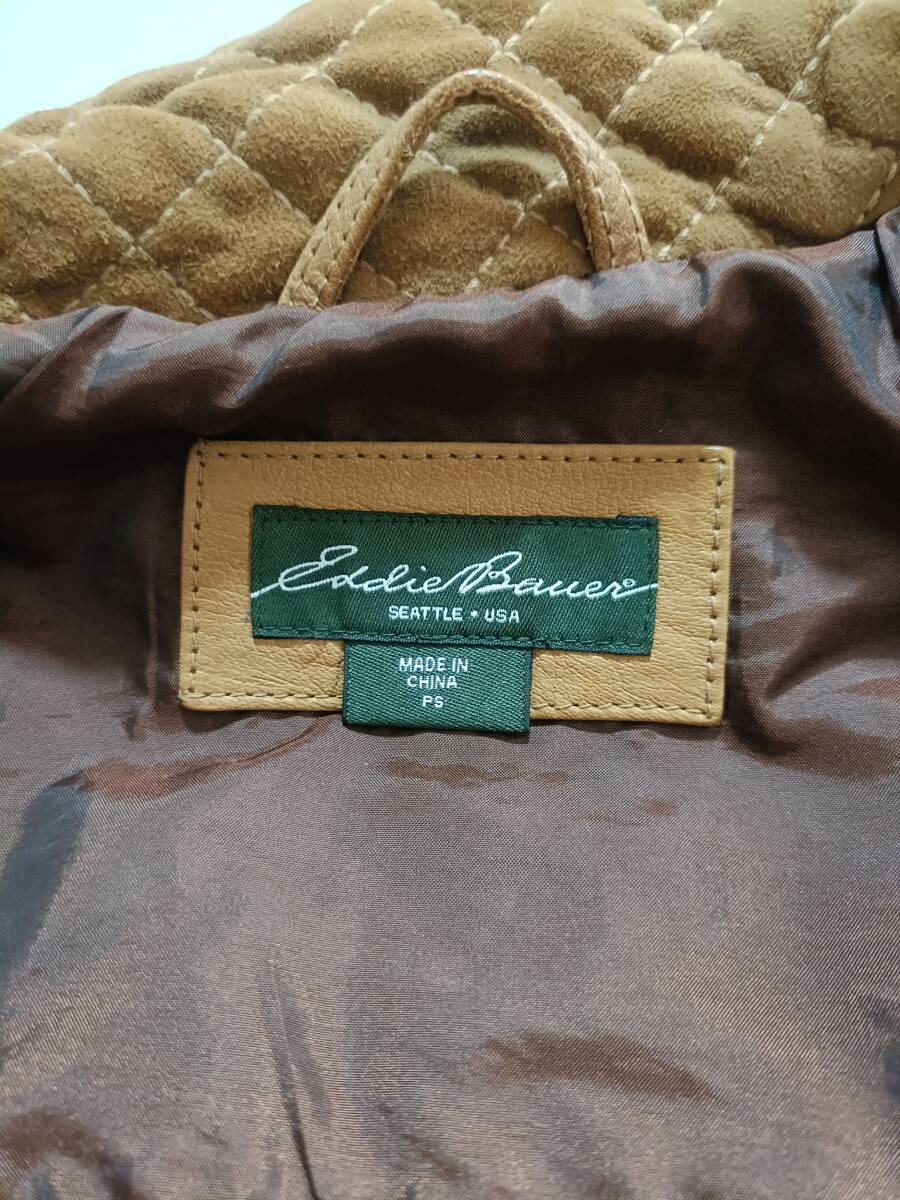 Eddie Bauer®
SEATTLE • USA
MADE IN
CHINA
PS